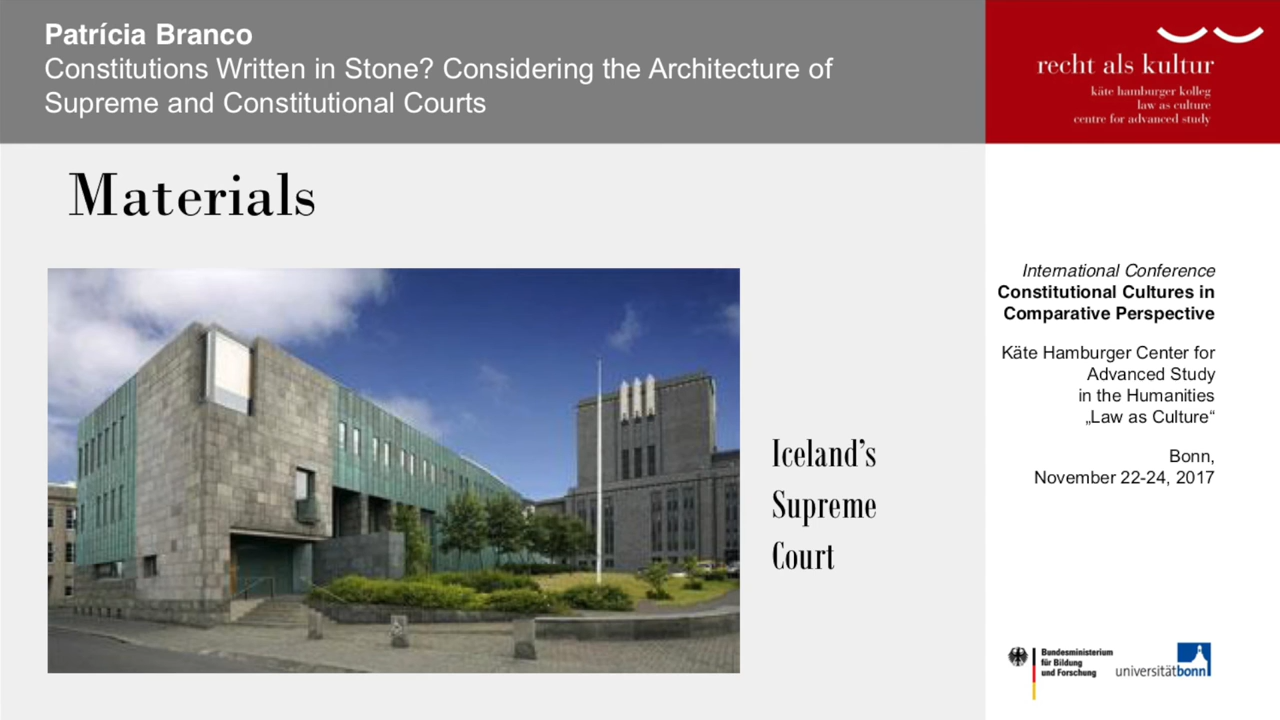 Patrícia Branco
Constitutions Written in Stone? Considering the Architecture of
Supreme and Constitutional Courts
recht als kultur
käte hamburger kolleg
law as culture
centre for advanced study
Materials
Iceland’s
Supreme
Court
International Conference
Constitutional Cultures in
Comparative Perspective
Käte Hamburger Center for
Advanced Study
in the Humanities
„Law as Culture“
Bonn,
November 22-24, 2017
Bundesministerium
für Bildung
und Forschung
universitätbonn